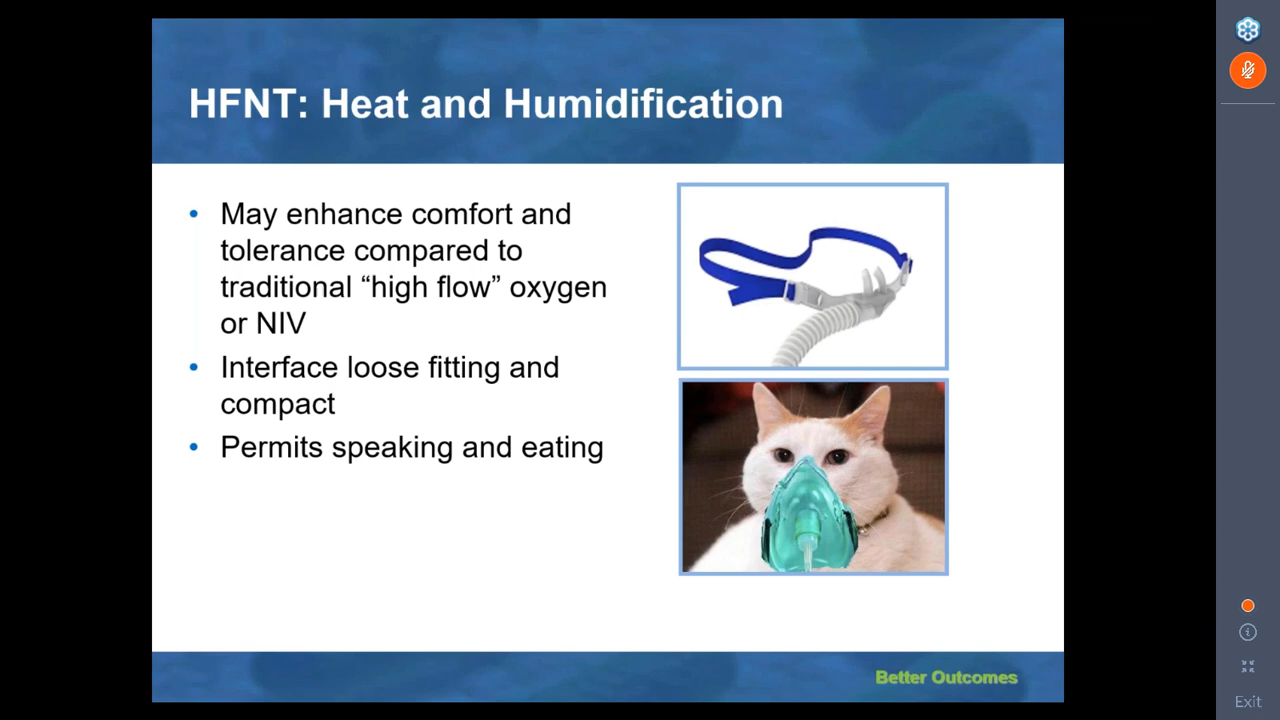 HFNT: Heat and Humidification
• May enhance comfort and
tolerance compared to
traditional “high flow” oxygen
or NIV
• Interface loose fitting and
compact
• Permits speaking and eating
Better Outcomes
Exit